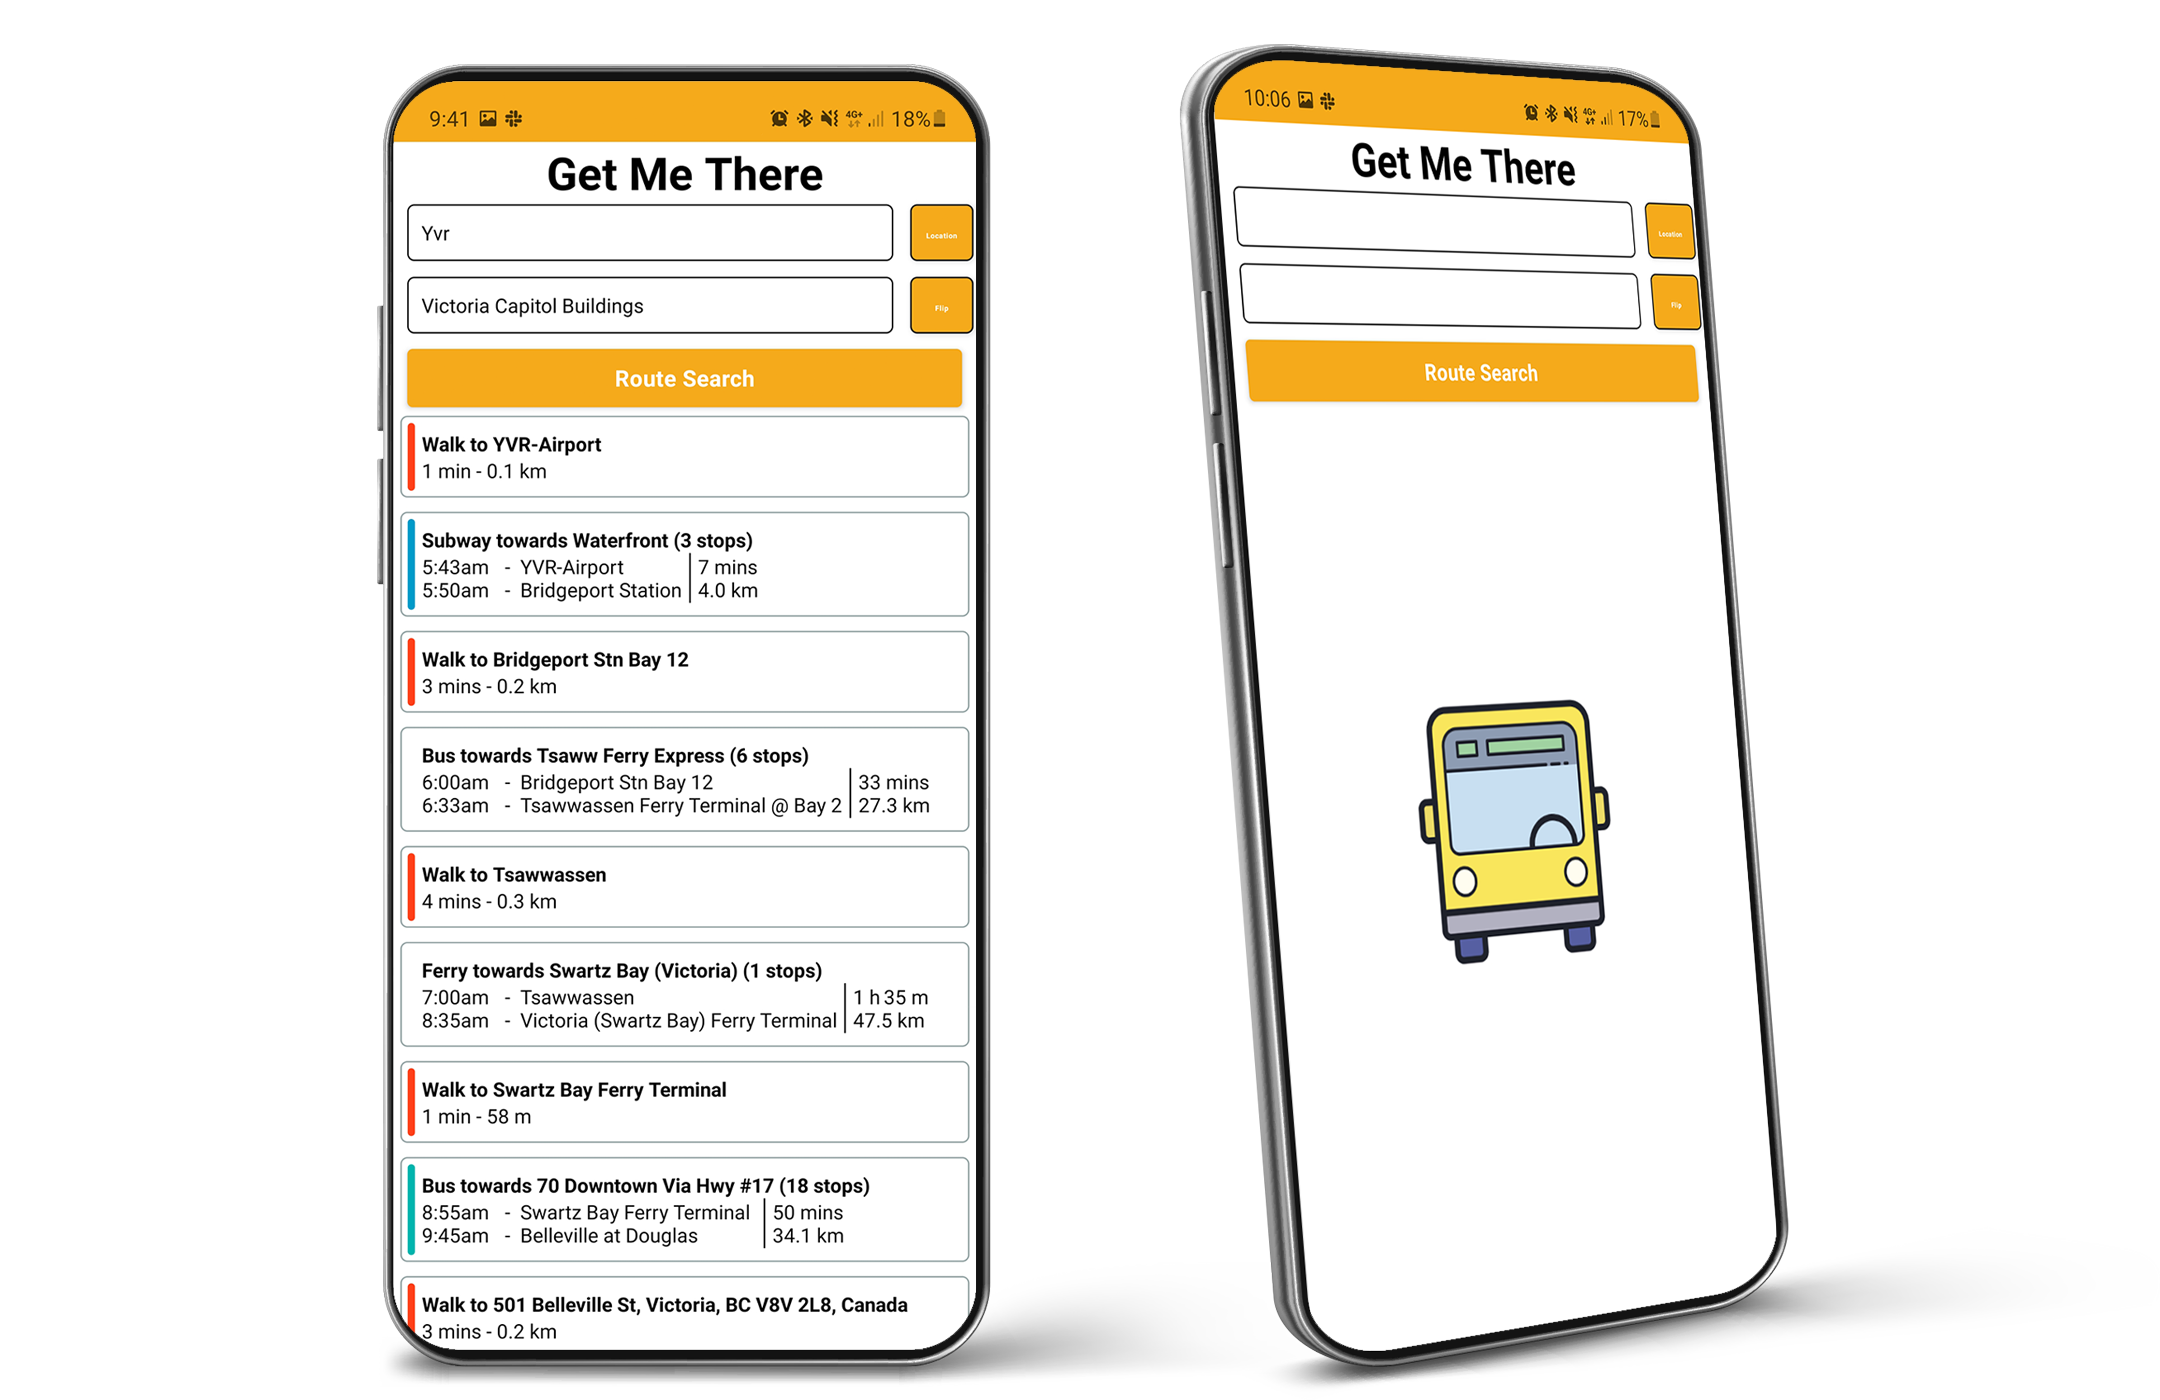 9:41 4G+ 18%
Get Me There
Yvr
Location
Victoria Capitol Buildings
Flip
Route Search
Walk to YVR-Airport
1 min - 0.1 km
Subway towards Waterfront (3 stops)
5:43am - YVR-Airport 7 mins
5:50am - Bridgeport Station 4.0 km
Walk to Bridgeport Stn Bay 12
3 mins - 0.2 km
Bus towards Tsaww Ferry Express (6 stops)
6:00am - Bridgeport Stn Bay 12 33 mins
6:33am - Tsawwassen Ferry Terminal @ Bay 2 27.3 km
Walk to Tsawwassen
4 mins - 0.3 km
Ferry towards Swartz Bay (Victoria) (1 stops)
7:00am - Tsawwassen 1 h 35 m
8:35am - Victoria (Swartz Bay) Ferry Terminal 47.5 km
Walk to Swartz Bay Ferry Terminal
1 min - 58 m
Bus towards 70 Downtown Via Hwy #17 (18 stops)
8:55am - Swartz Bay Ferry Terminal 50 mins
9:45am - Belleville at Douglas 34.1 km
Walk to 501 Belleville St, Victoria, BC V8V 2L8, Canada
3 mins - 0.2 km
10:06 4G+ 17%
Get Me There
Location
Flip
Route Search